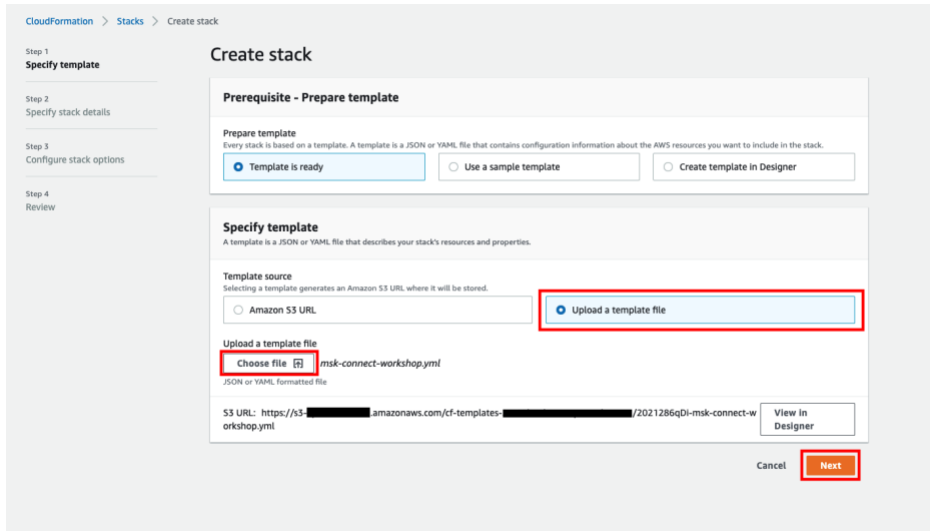 CloudFormation > Stacks > Create stack
Step 1
Specify template
Step 2
Specify stack details
Step 3
Configure stack options
Step 4
Review
Create stack
Prerequisite - Prepare template
Prepare template
Every stack is based on a template. A template is a JSON or YAML file that contains configuration information about the AWS resources you want to include in the stack.
Template is ready
Use a sample template
Create template in Designer
Specify template
A template is a JSON or YAML file that describes your stack's resources and properties.
Template source
Selecting a template generates an Amazon S3 URL where it will be stored.
Amazon S3 URL
Upload a template file
Upload a template file
Choose file
msk-connect-workshop.yml
JSON or YAML formatted file
S3 URL: https://s3- .amazonaws.com/cf-templates- /2021286qDi-msk-connect-w
orkshop.yml
View in
Designer
Cancel
Next